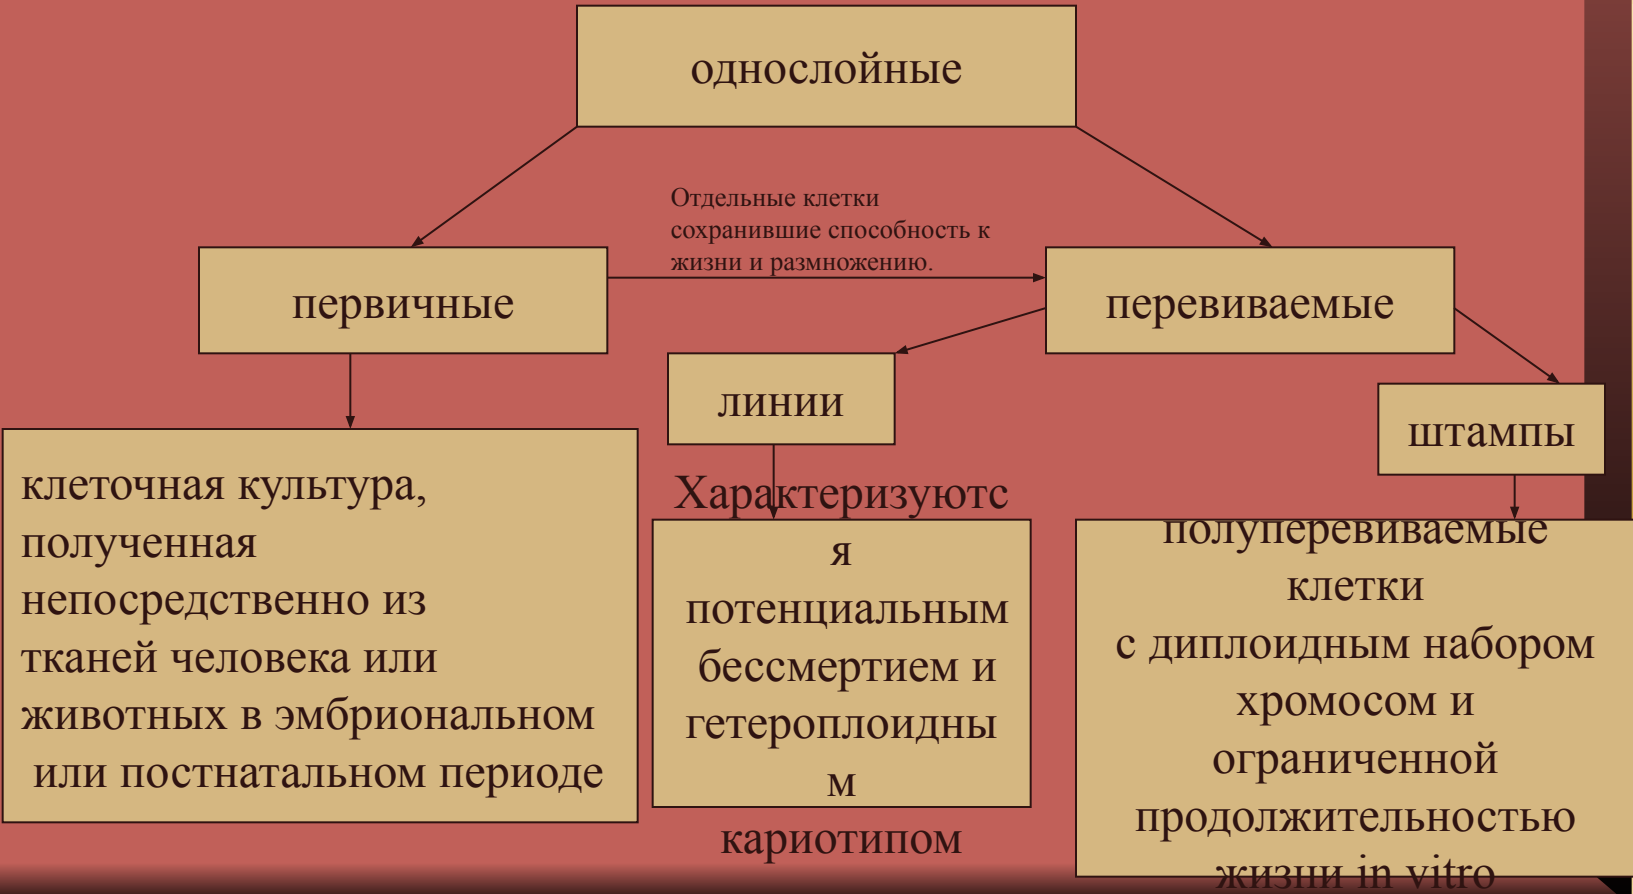 однослойные
Отдельные клетки
сохранившие способность к
жизни и размножению.
первичные
перевиваемые
линии
штампы
клеточная культура,
полученная
непосредственно из
тканей человека или
животных в эмбриональном
или постнатальном периоде
Характеризуютс
я
потенциальным
бессмертием и
гетероплоидны
м
кариотипом
полуперевиваемые
клетки
с диплоидным набором
хромосом и
ограниченной
продолжительностью
жизни in vitro